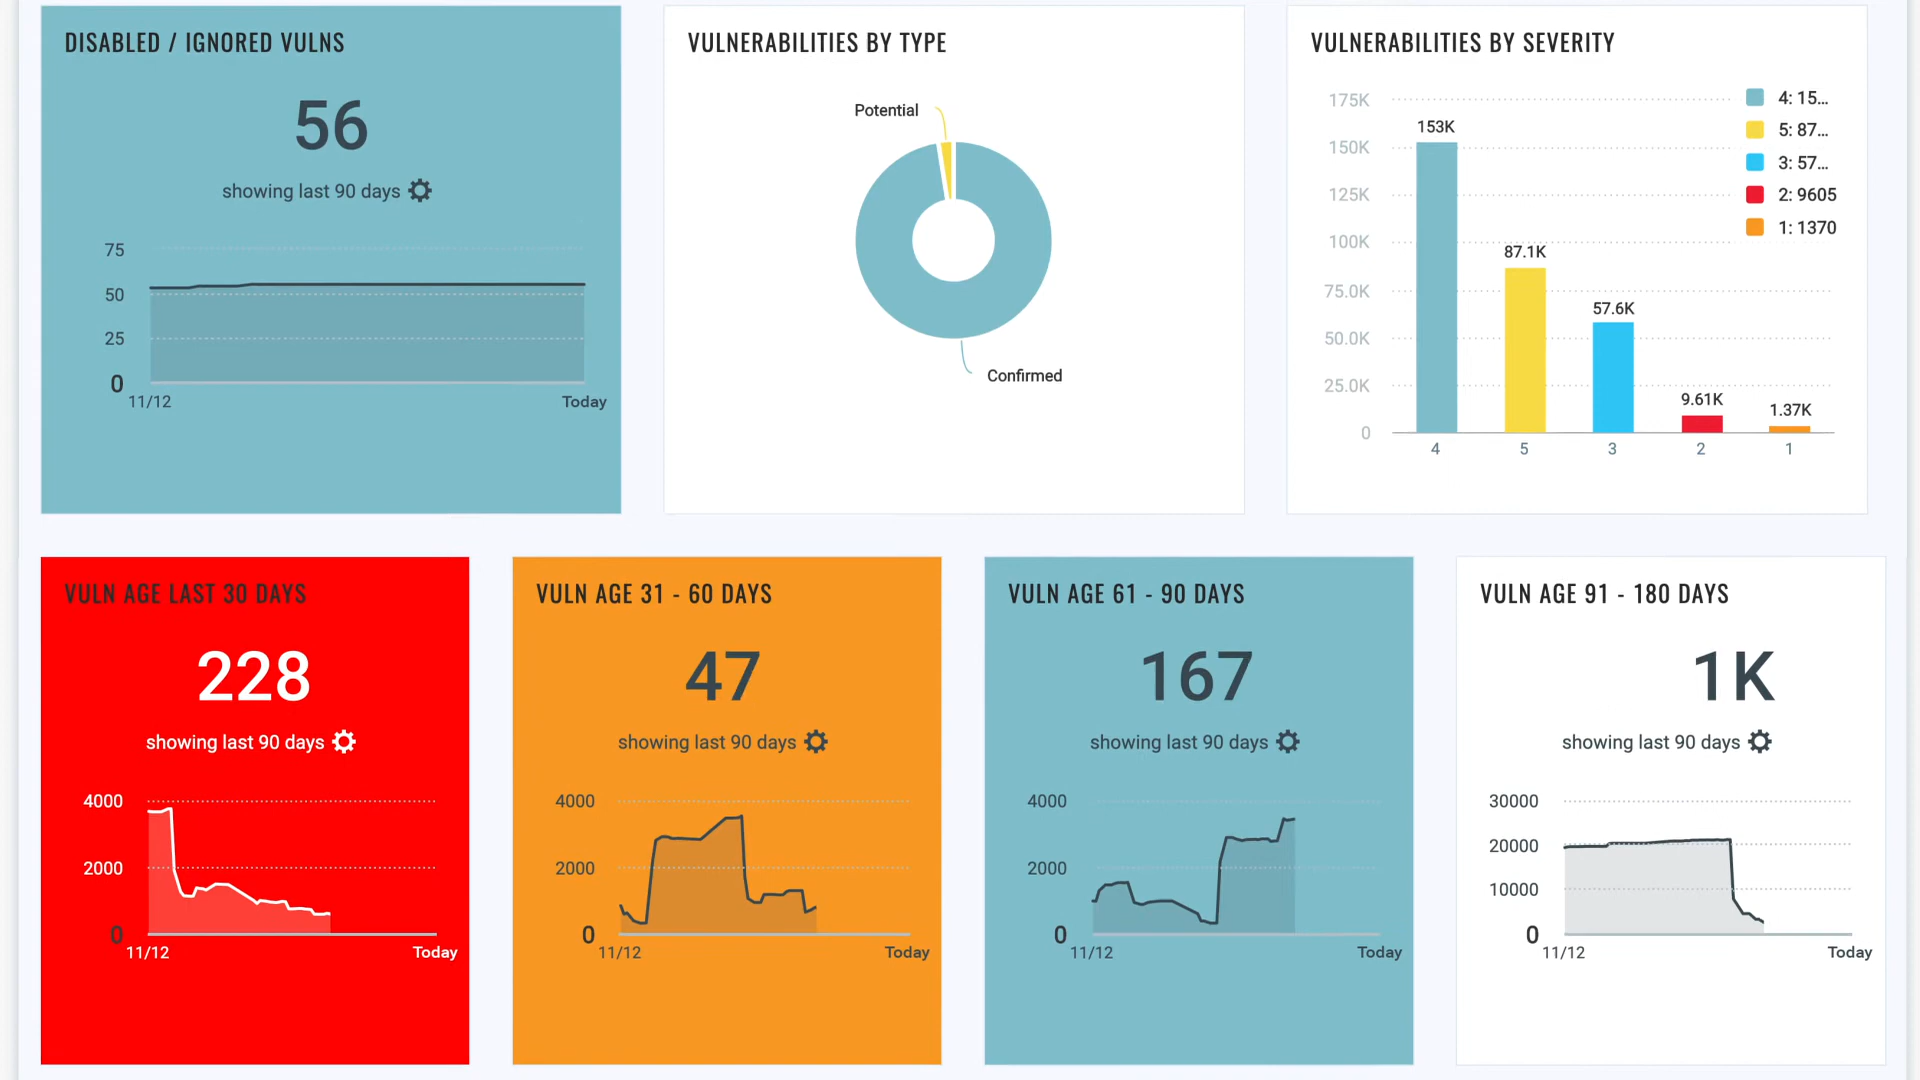 DISABLED / IGNORED VULNS
56
showing last 90 days
75
50
25
0
11/12
Today
VULNERABILITIES BY TYPE
Potential
Confirmed
VULNERABILITIES BY SEVERITY
175K
150K
125K
100K
75.0K
50.0K
25.0K
0
153K
87.1K
57.6K
9.61K
1.37K
4
5
3
2
1
4: 15...
5: 87...
3: 57...
2: 9605
1: 1370
VULN AGE LAST 30 DAYS
228
showing last 90 days
4000
2000
0
11/12
Today
VULN AGE 31 - 60 DAYS
47
showing last 90 days
4000
2000
0
11/12
Today
VULN AGE 61 - 90 DAYS
167
showing last 90 days
4000
2000
0
11/12
Today
VULN AGE 91 - 180 DAYS
1K
showing last 90 days
30000
20000
10000
0
11/12
Today